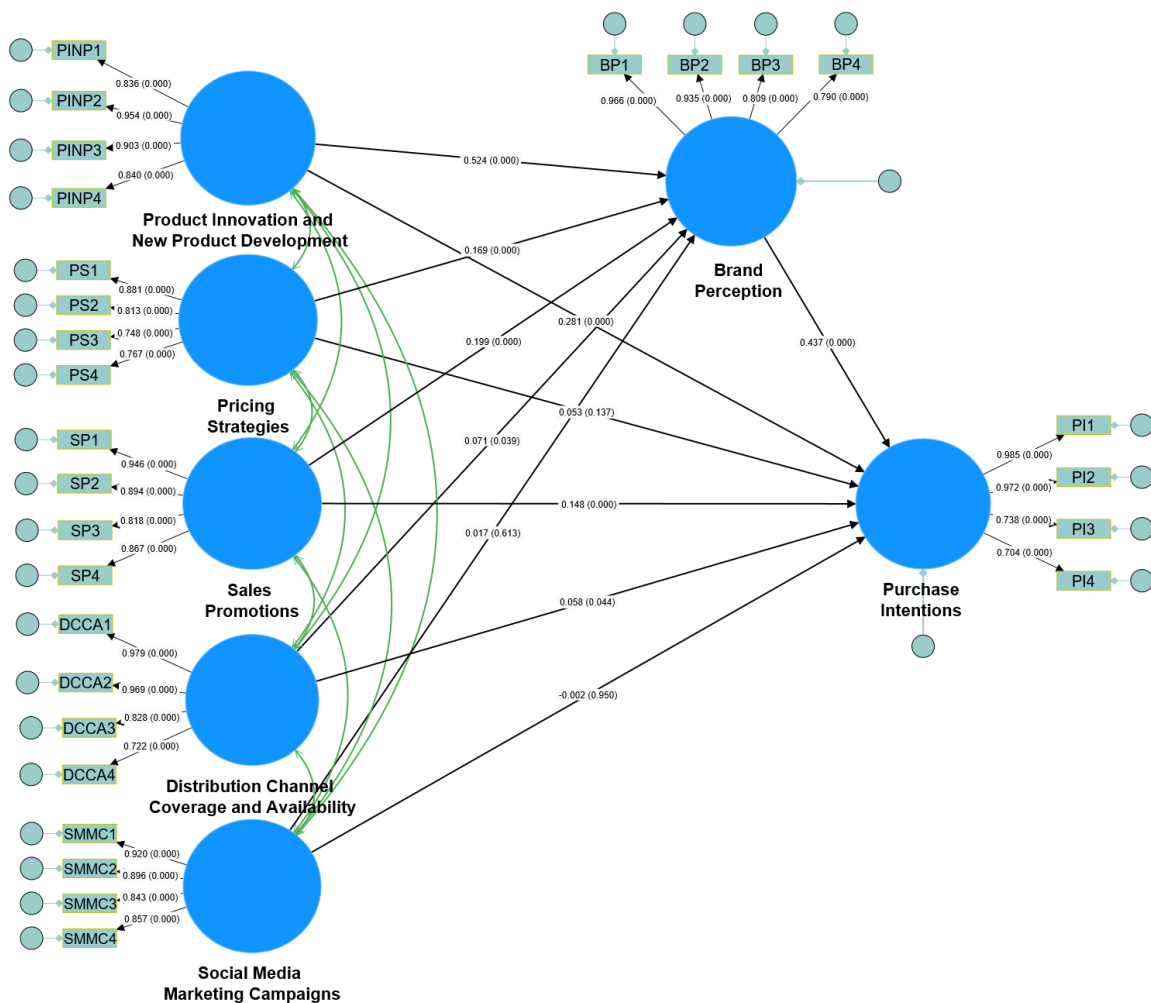 PINP1
0.836 (0.000)
PINP2
0.954 (0.000)
PINP3
0.903 (0.000)
PINP4
0.840 (0.000)
Product Innovation and
New Product Development
PS1
0.881 (0.000)
PS2
0.813 (0.000)
PS3
0.748 (0.000)
PS4
0.767 (0.000)
Pricing
Strategies
SP1
0.946 (0.000)
SP2
0.894 (0.000)
SP3
0.818 (0.000)
SP4
0.867 (0.000)
Sales
Promotions
DCCA1
0.979 (0.000)
DCCA2
0.969 (0.000)
DCCA3
0.828 (0.000)
DCCA4
0.722 (0.000)
Distribution Channel
Coverage and Availability
SMMC1
0.920 (0.000)
SMMC2
0.896 (0.000)
SMMC3
0.843 (0.000)
SMMC4
0.857 (0.000)
Social Media
Marketing Campaigns
0.524 (0.000)
0.169 (0.000)
0.281 (0.000)
0.199 (0.000)
0.053 (0.137)
0.071 (0.039)
0.148 (0.000)
0.017 (0.613)
0.058 (0.044)
-0.002 (0.950)
BP1
BP2
BP3
BP4
0.966 (0.000)
0.935 (0.000)
0.809 (0.000)
0.790 (0.000)
Brand
Perception
0.437 (0.000)
PI1
0.985 (0.000)
PI2
0.972 (0.000)
PI3
0.738 (0.000)
PI4
0.704 (0.000)
Purchase
Intentions